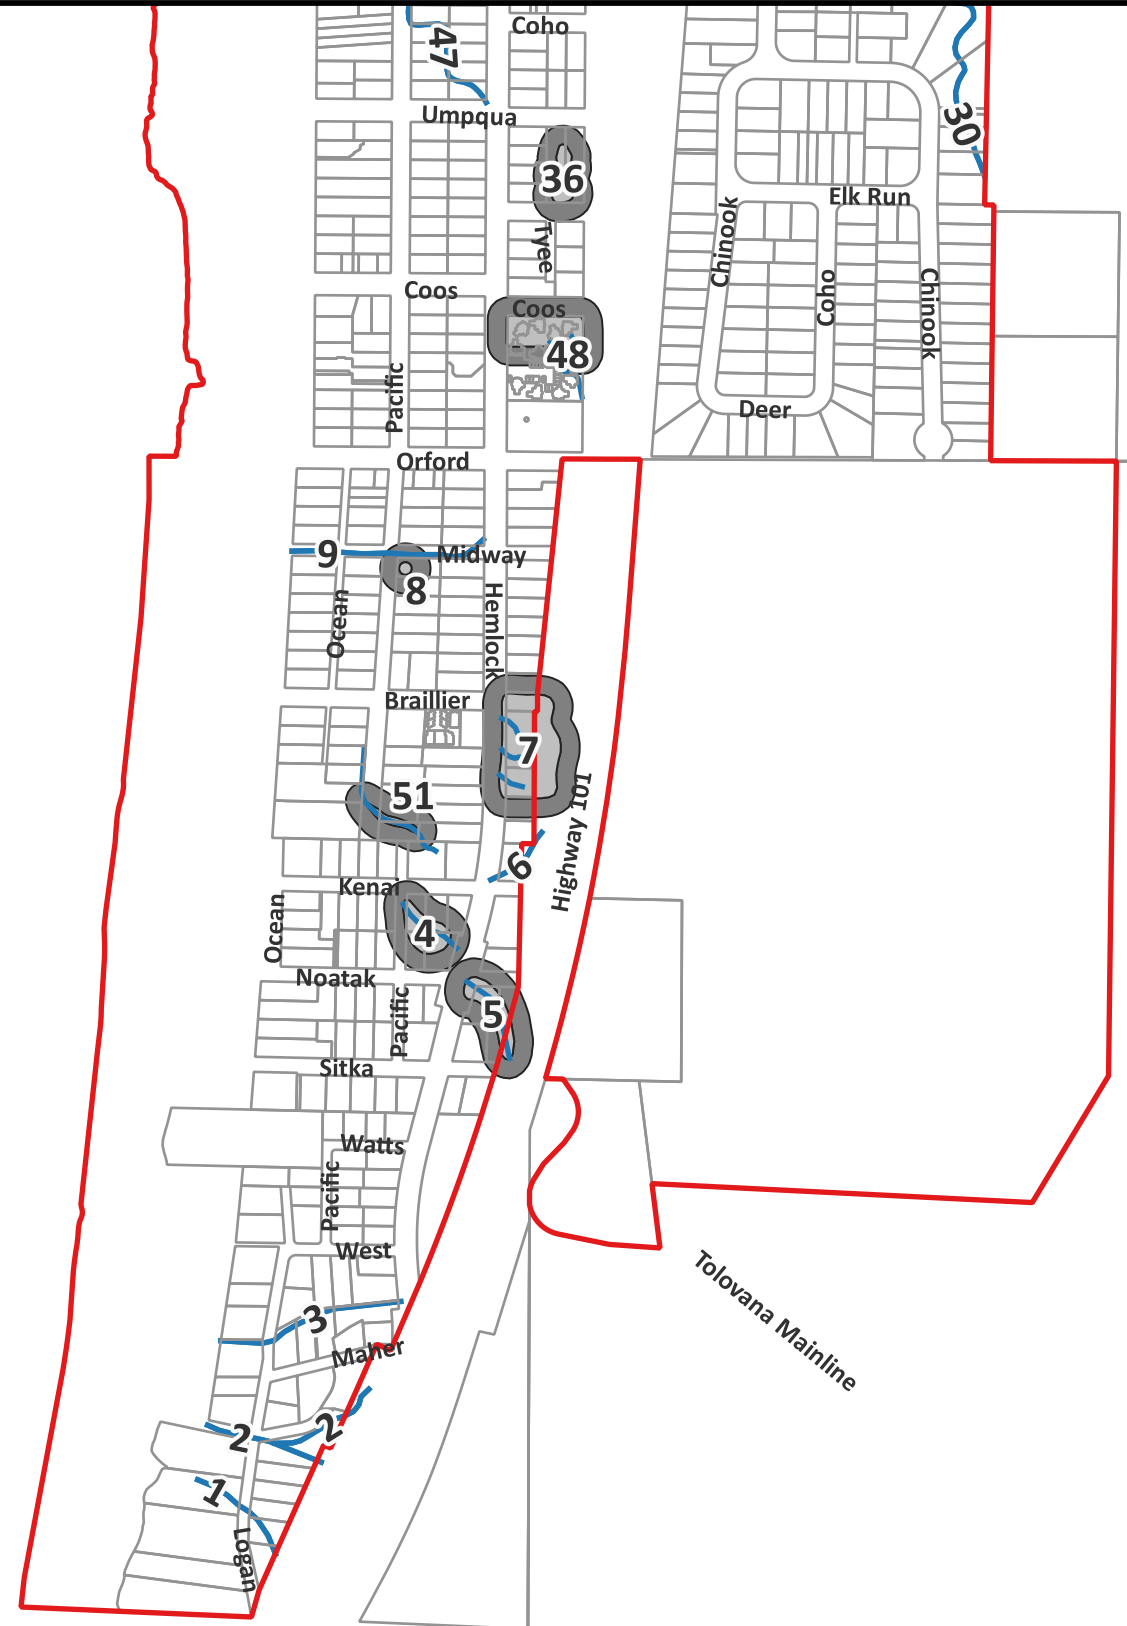 Coho
47
Umpqua
30
36
Elk Run
Tyee
Chinook
Coos
Coho
Chinook
Coos
48
Pacific
Deer
Orford
9
Midway
8
Ocean
Hemlock
Braillier
7
51
Highway 101
6
Kenai
Ocean
4
Noatak
Pacific
5
Sitka
Watts
Pacific
West
Tolovana Mainline
3
Maher
2
2
1
Logan